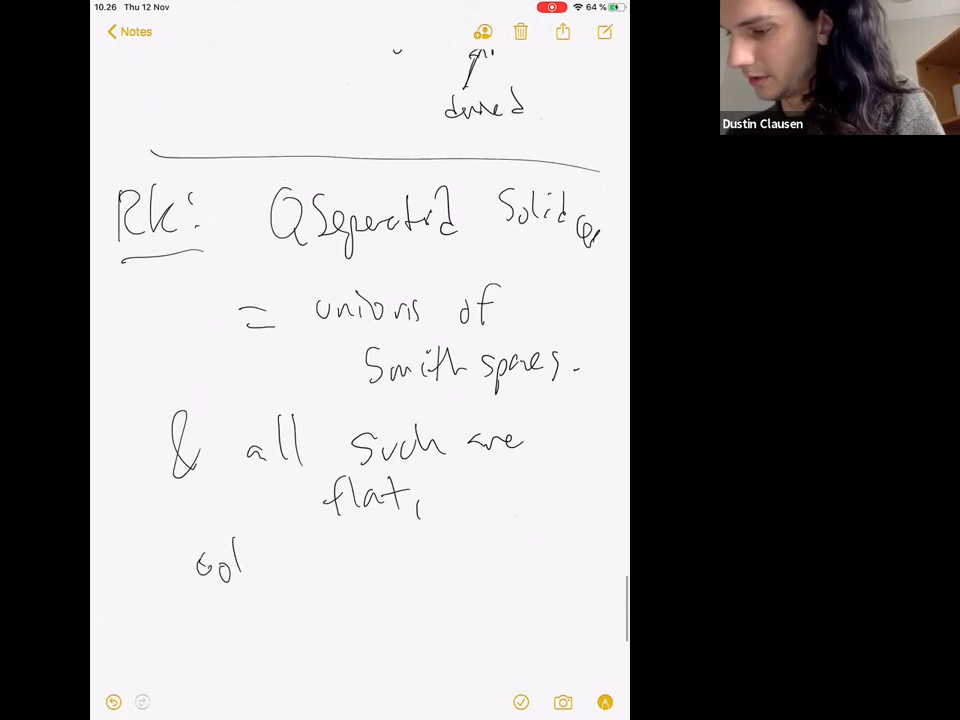 10.26 Thu 12 Nov
64 %
Notes
Dustin Clausen
derived
Rk:
QSeparated Solid
= unions of
Smith spaces.
& all such are
flat,